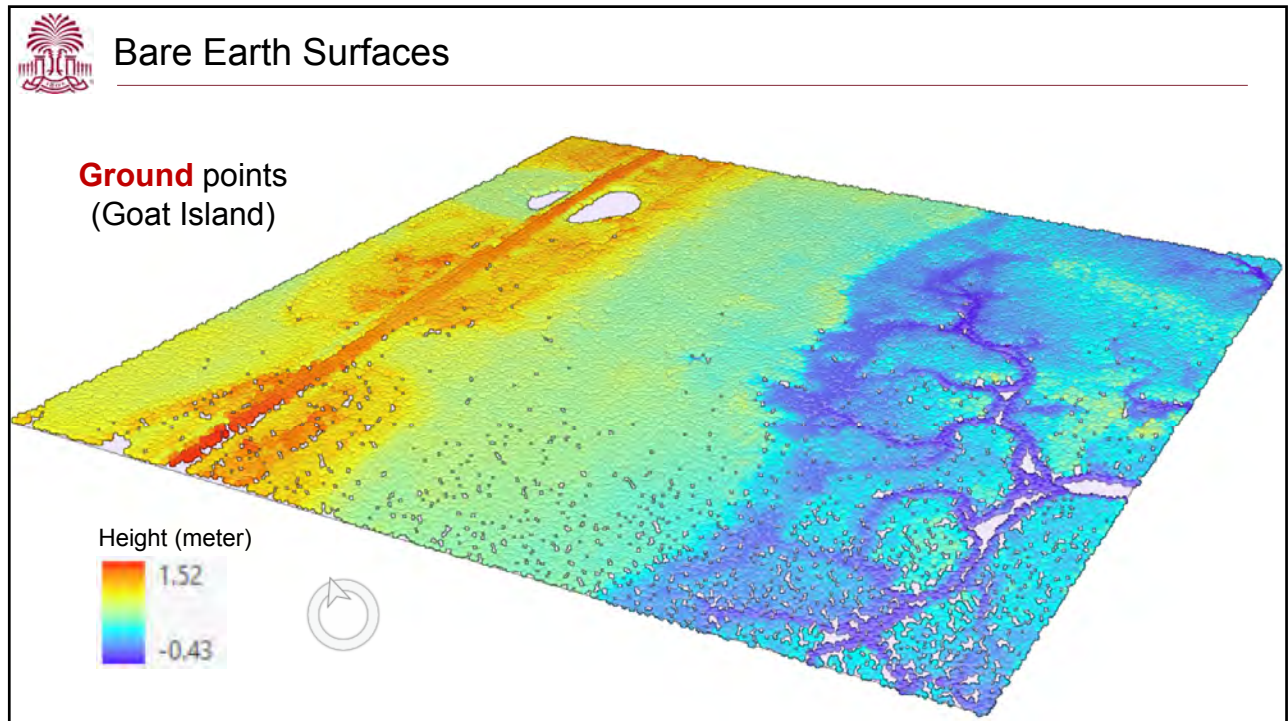 Bare Earth Surfaces
Ground points
(Goat Island)
Height (meter)
1.52
-0.43